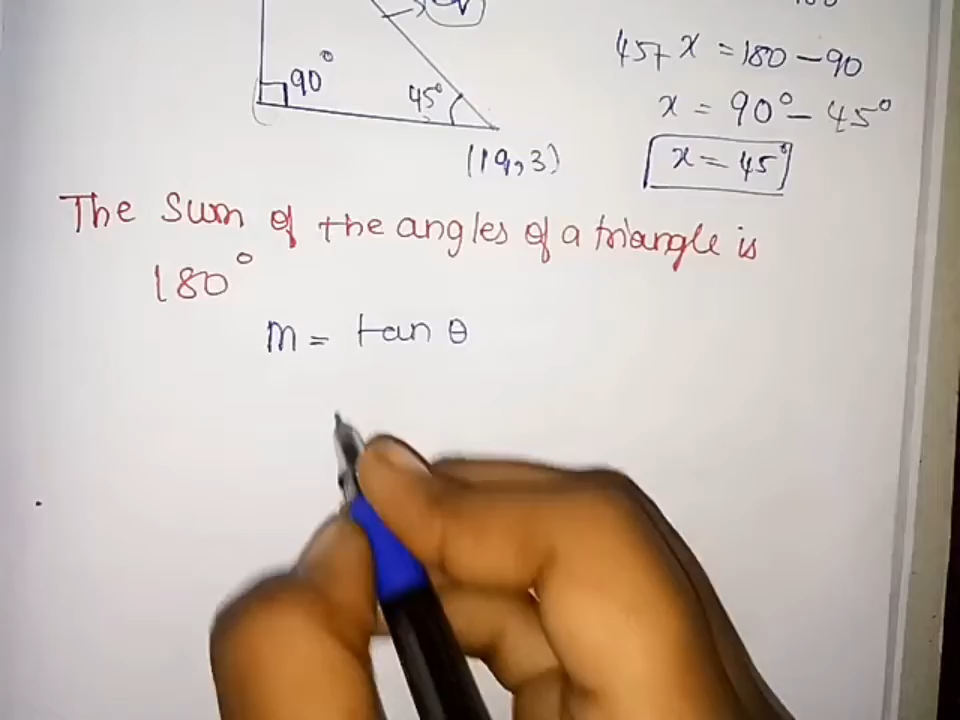 457 x = 180 - 90
90°
45°
x = 90° - 45°
(19,3)
x = 45°
The Sum of the angles of a triangle is
180°
m = tan θ